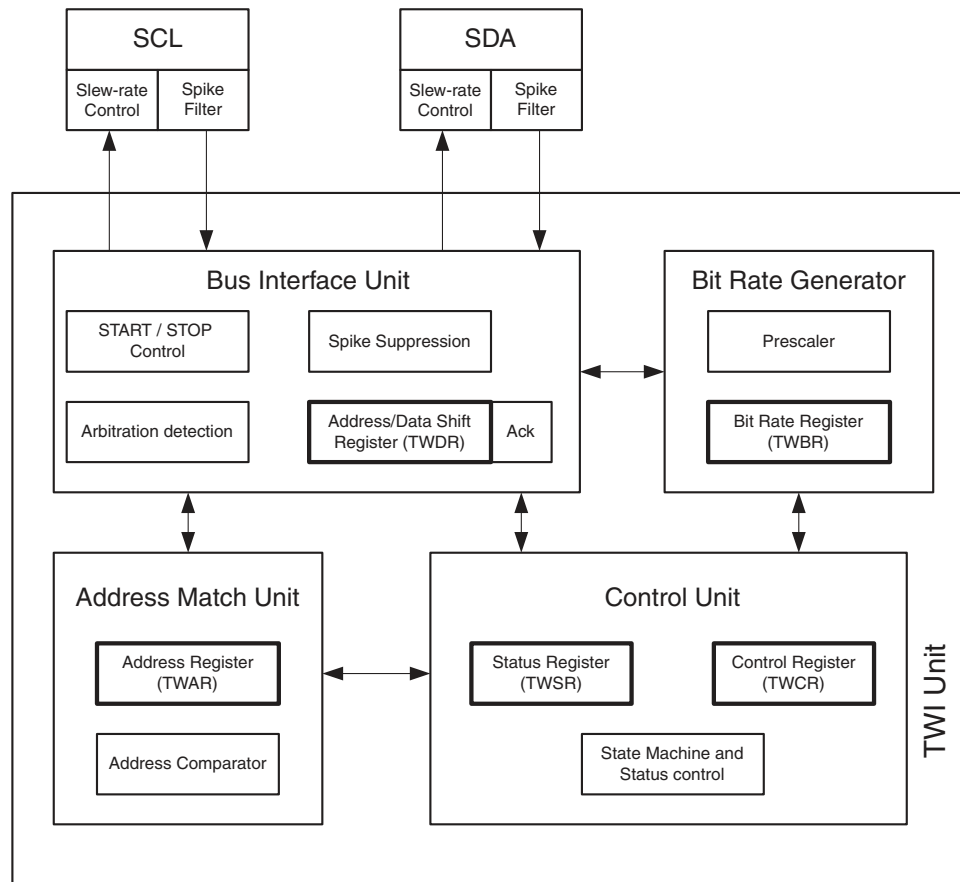 SCL
Slew-rate
Control
Spike
Filter
SDA
Slew-rate
Control
Spike
Filter
Bus Interface Unit
START / STOP
Control
Spike Suppression
Arbitration detection
Address/Data Shift
Register (TWDR)
Ack
Bit Rate Generator
Prescaler
Bit Rate Register
(TWBR)
Address Match Unit
Address Register
(TWAR)
Address Comparator
Control Unit
Status Register
(TWSR)
Control Register
(TWCR)
State Machine and
Status control
TWI Unit